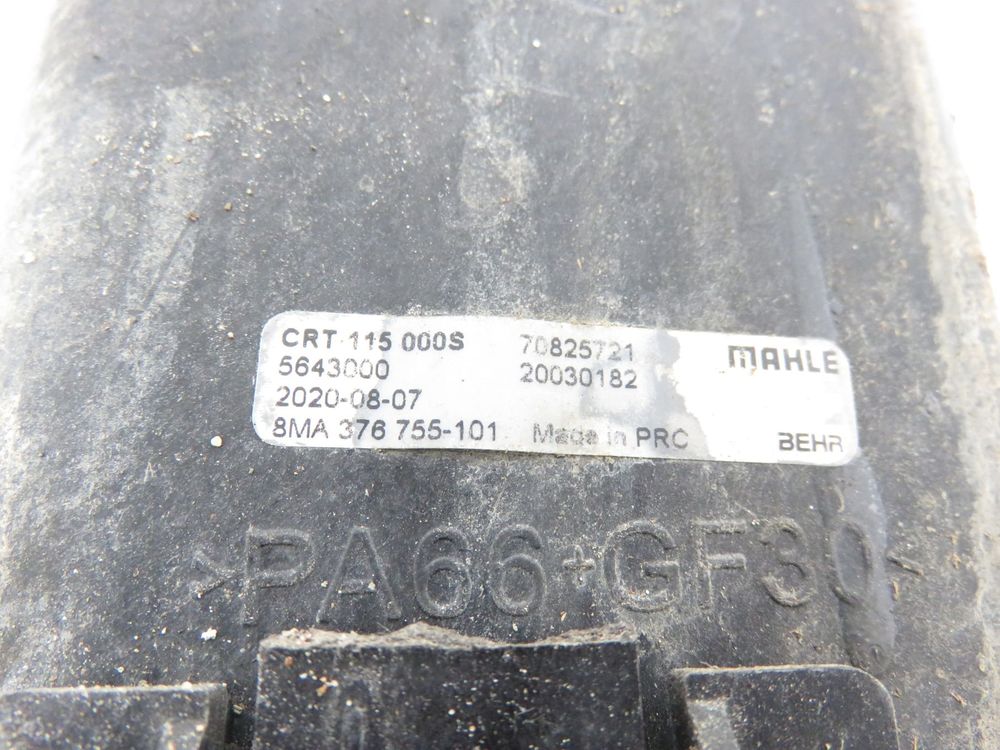 CRT 115 000S 70825721 MAHLE
5643000 20030182
2020-08-07
8MA 376 755-101 Made in PRC BEHR
>PA66+GF30<